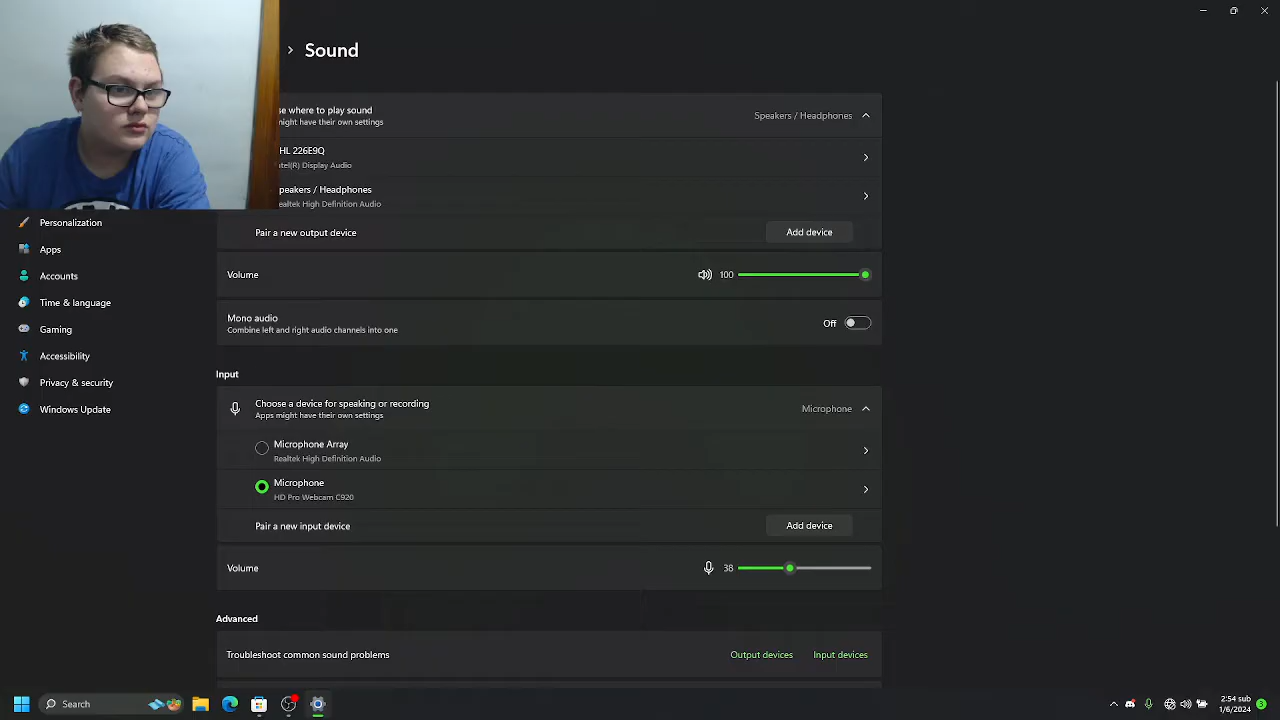 Sound
se where to play sound
might have their own settings
Speakers / Headphones
HL 226E9Q
ntel(R) Display Audio
peakers / Headphones
ealtek High Definition Audio
Pair a new output device
Add device
Volume
100
Mono audio
Combine left and right audio channels into one
Off
Input
Choose a device for speaking or recording
Apps might have their own settings
Microphone
Microphone Array
Realtek High Definition Audio
Microphone
HD Pro Webcam C920
Pair a new input device
Add device
Volume
38
Advanced
Troubleshoot common sound problems
Output devices
Input devices
Personalization
Apps
Accounts
Time & language
Gaming
Accessibility
Privacy & security
Windows Update
Search
2:54 sub
1/6/2024
3